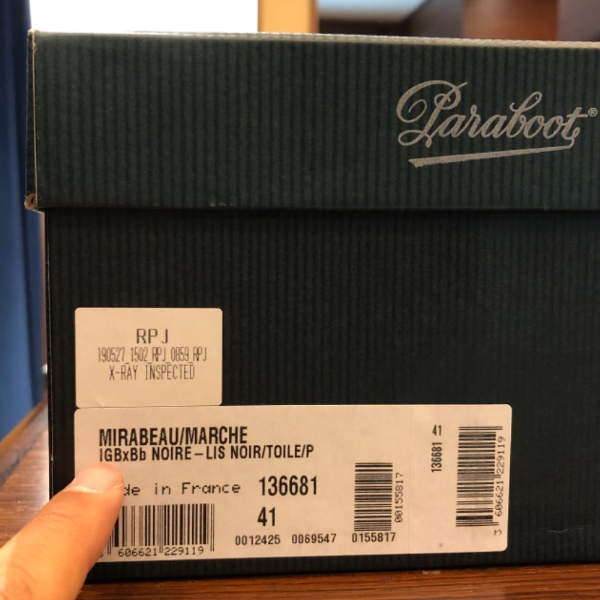 Paraboot®
RPJ
190527 1502 RPJ 0859 RPJ
X-RAY INSPECTED
MIRABEAU/MARCHE
IGBxBb NOIRE – LIS NOIR/TOILE/P
de in France 136681
41
606621 229119
0012425 0069547 0155817
00155817
41
136681
3 606621 229119